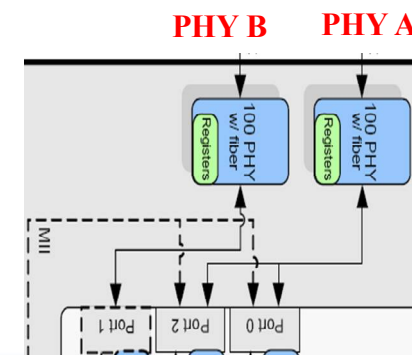 PHY B
PHY A
100 PHY
w/ fiber
Registers
100 PHY
w/ fiber
Registers
MII
Port 1
Port 2
Port 0